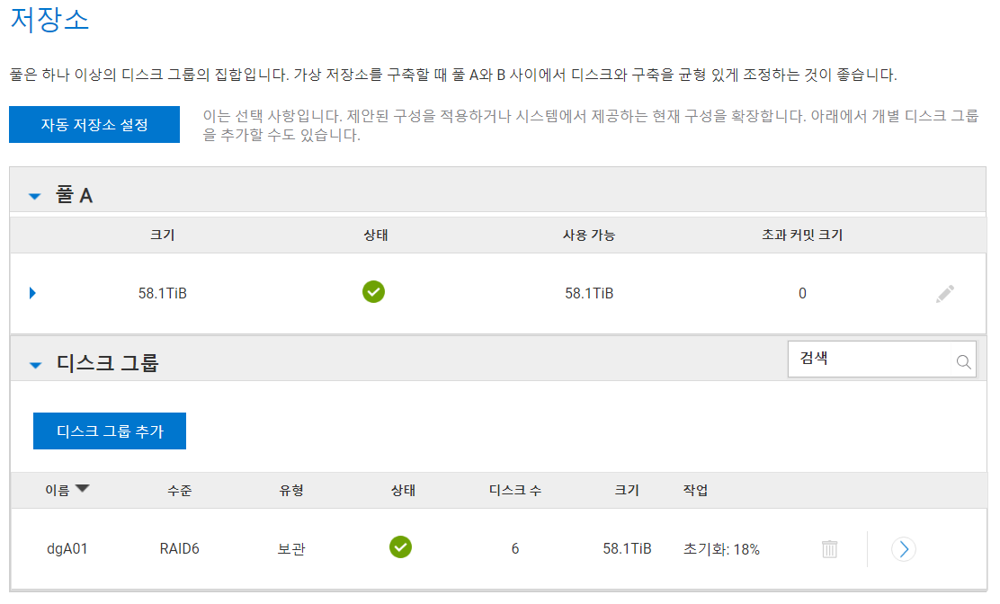 저장소
풀은 하나 이상의 디스크 그룹의 집합입니다. 가상 저장소를 구축할 때 풀 A와 B 사이에서 디스크와 구축을 균형 있게 조정하는 것이 좋습니다.
자동 저장소 설정
이는 선택 사항입니다. 제안된 구성을 적용하거나 시스템에서 제공하는 현재 구성을 확장합니다. 아래에서 개별 디스크 그룹
을 추가할 수도 있습니다.
풀 A
크기 상태 사용 가능 초과 커밋 크기
58.1TiB 58.1TiB 0
디스크 그룹 검색
디스크 그룹 추가
이름 수준 유형 상태 디스크 수 크기 작업
dgA01 RAID6 보관 6 58.1TiB 초기화: 18%